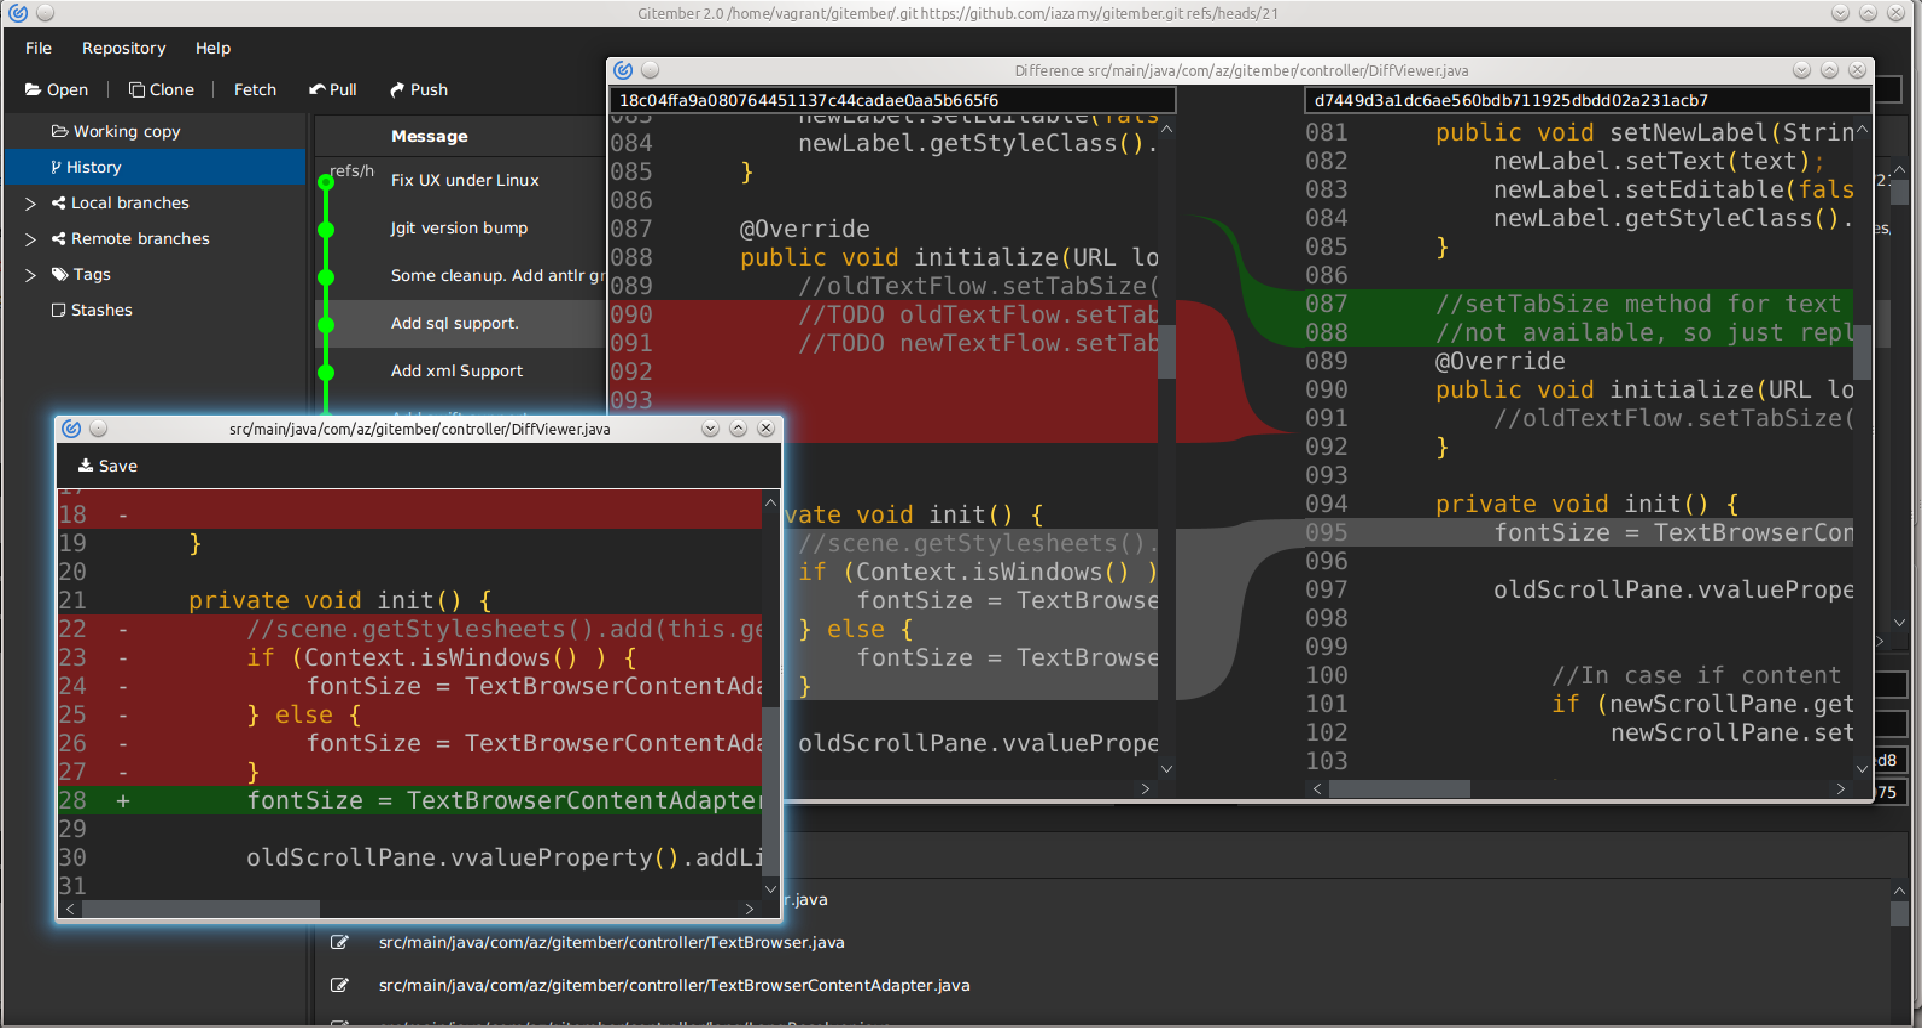 Gitember 2.0 /home/vagrant/gitember/.git https://github.com/iazarny/gitember.git refs/heads/21
File Repository Help
Open | Clone | Fetch Pull Push
Working copy
History
Local branches
Remote branches
Tags
Stashes
Message
refs/h
Fix UX under Linux
Jgit version bump
Some cleanup. Add antlr gr
Add sql support.
Add xml Support
Difference src/main/java/com/az/gitember/controller/DiffViewer.java
18c04ffa9a080764451137c44cadae0aa5b665f6
083 newLabel.setEditable(fals
084 newLabel.getStyleClass().
085 }
086
087 @Override
088 public void initialize(URL lo
089 //oldTextFlow.setTabSize(
090 //TODO oldTextFlow.setTab
091 //TODO newTextFlow.setTab
092
093
vate void init() {
//scene.getStylesheets().
if (Context.isWindows() )
fontSize = TextBrowse
} else {
fontSize = TextBrowse
}
oldScrollPane.vvaluePrope
d7449d3a1dc6ae560bdb711925dbdd02a231acb7
081 public void setNewLabel(Strin
082 newLabel.setText(text);
083 newLabel.setEditable(fals
084 newLabel.getStyleClass().
085 }
086
087 //setTabSize method for text
088 //not available, so just repl
089 @Override
090 public void initialize(URL lo
091 //oldTextFlow.setTabSize(
092 }
093
094 private void init() {
095 fontSize = TextBrowserCon
096
097 oldScrollPane.vvaluePrope
098
099
100 //In case if content
101 if (newScrollPane.get
102 newScrollPane.set
103
21
es,
d8
75
src/main/java/com/az/gitember/controller/DiffViewer.java
Save
17
18 -
19 }
20
21 private void init() {
22 - //scene.getStylesheets().add(this.ge
23 - if (Context.isWindows() ) {
24 - fontSize = TextBrowserContentAda
25 - } else {
26 - fontSize = TextBrowserContentAda
27 - }
28 + fontSize = TextBrowserContentAdapter
29
30 oldScrollPane.vvalueProperty().addLi
31
r.java
src/main/java/com/az/gitember/controller/TextBrowser.java
src/main/java/com/az/gitember/controller/TextBrowserContentAdapter.java